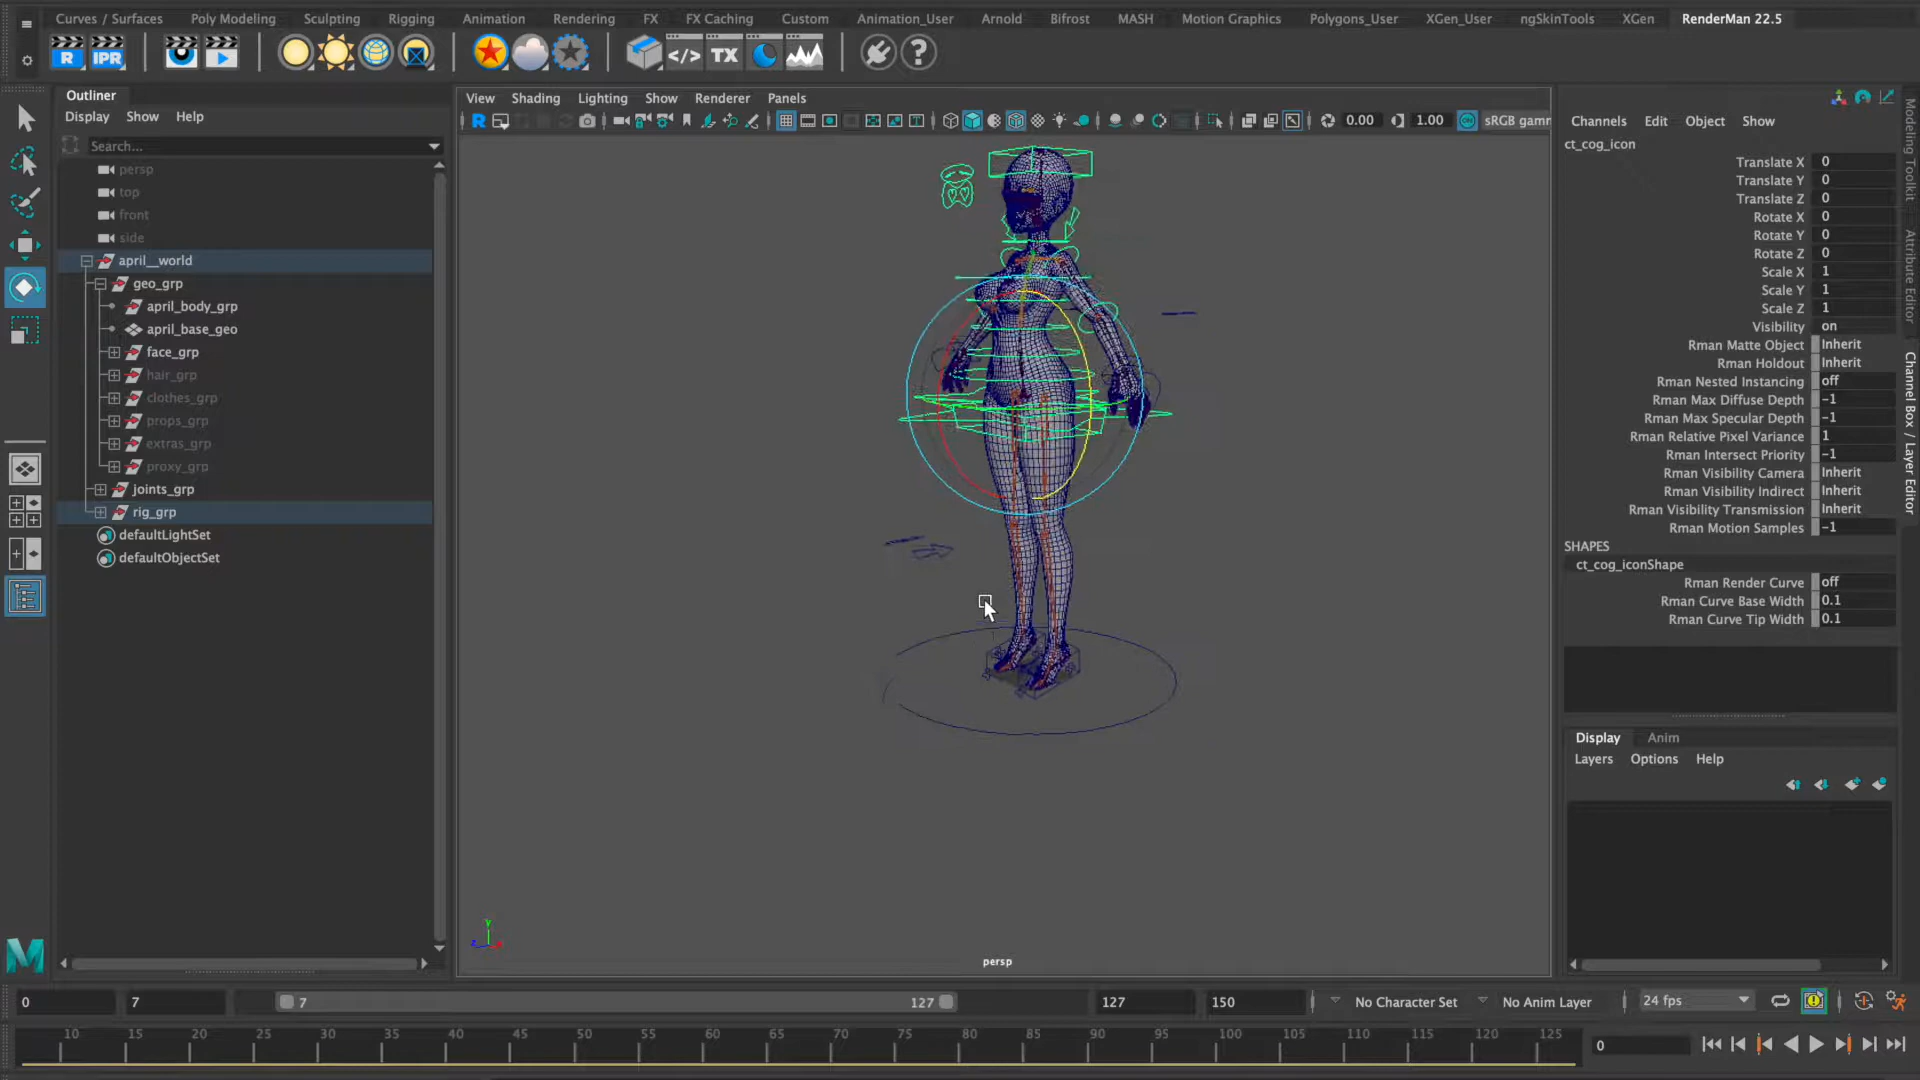 Curves / Surfaces Poly Modeling Sculpting Rigging Animation Rendering FX FX Caching Custom Animation_User Arnold Bifrost MASH Motion Graphics Polygons_User XGen_User ngSkinTools XGen RenderMan 22.5
R IPR </> TX ?
Outliner
Display Show Help
Search...
persp
top
front
side
april__world
geo_grp
april_body_grp
april_base_geo
face_grp
hair_grp
clothes_grp
props_grp
extras_grp
proxy_grp
joints_grp
rig_grp
defaultLightSet
defaultObjectSet
View Shading Lighting Show Renderer Panels
R 0.00 1.00 sRGB gamm
persp
Channels Edit Object Show
ct_cog_icon
Translate X 0
Translate Y 0
Translate Z 0
Rotate X 0
Rotate Y 0
Rotate Z 0
Scale X 1
Scale Y 1
Scale Z 1
Visibility on
Rman Matte Object Inherit
Rman Holdout Inherit
Rman Nested Instancing off
Rman Max Diffuse Depth -1
Rman Max Specular Depth -1
Rman Relative Pixel Variance 1
Rman Intersect Priority -1
Rman Visibility Camera Inherit
Rman Visibility Indirect Inherit
Rman Visibility Transmission Inherit
Rman Motion Samples -1
SHAPES
ct_cog_iconShape
Rman Render Curve off
Rman Curve Base Width 0.1
Rman Curve Tip Width 0.1
Display Anim
Layers Options Help
Modeling Toolkit
Attribute Editor
Channel Box / Layer Editor
0 7 7 127 127 150 No Character Set No Anim Layer 24 fps
10 15 20 25 30 35 40 45 50 55 60 65 70 75 80 85 90 95 100 105 110 115 120 125 0